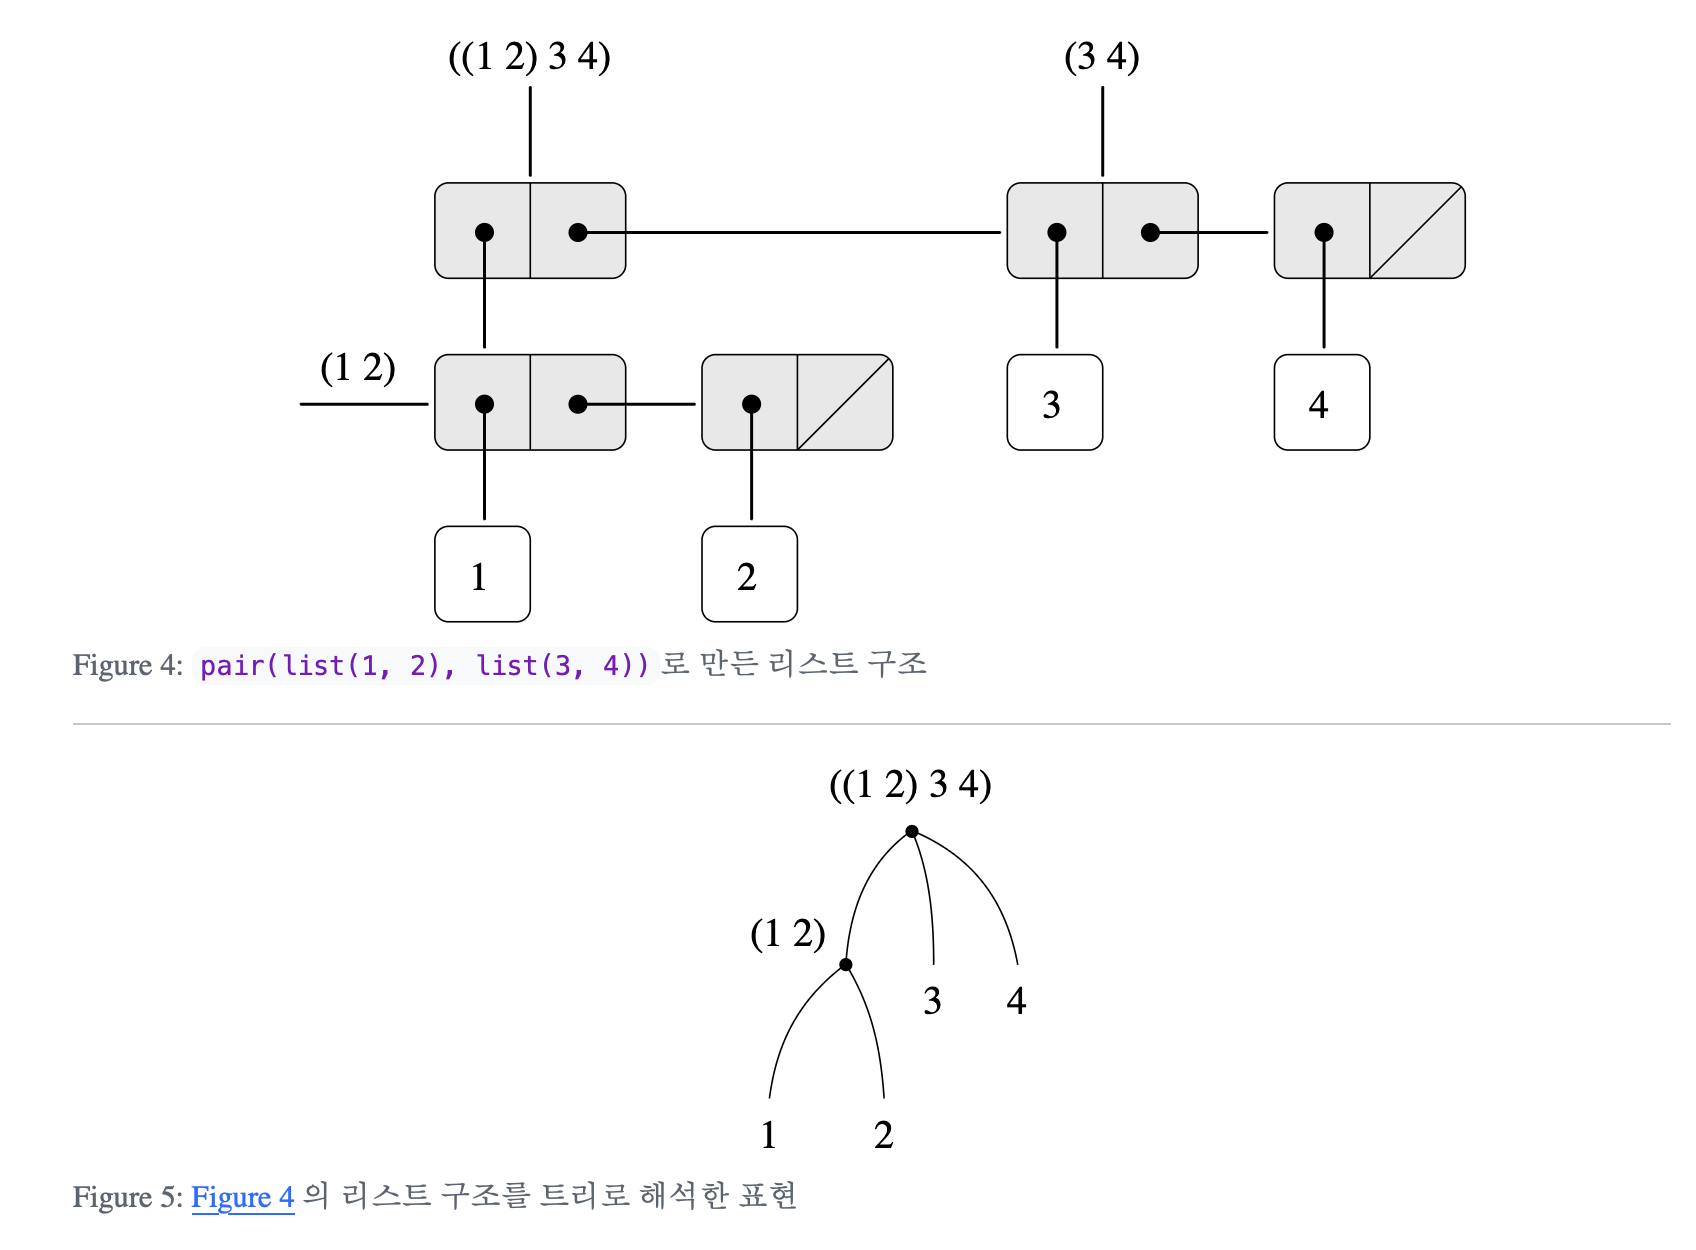 ((1 2) 3 4) (3 4)
(1 2)
3 4
1 2
Figure 4: pair(list(1, 2), list(3, 4))로 만든 리스트 구조
((1 2) 3 4)
(1 2)
3 4
1 2
Figure 5: Figure 4 의 리스트 구조를 트리로 해석한 표현